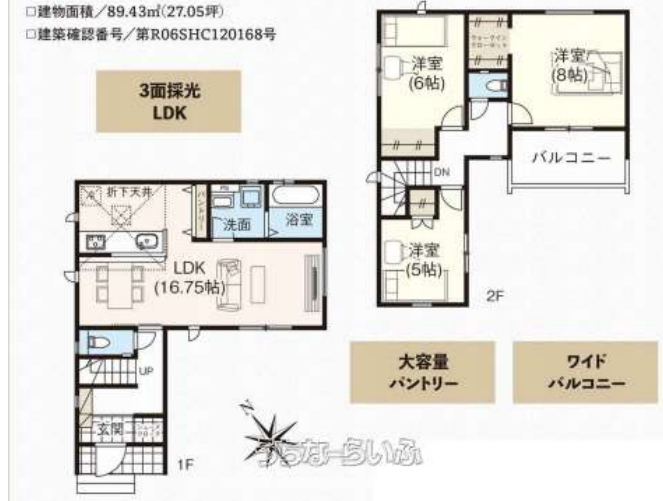 □建物面積／89.43㎡(27.05坪)
□建築確認番号／第R06SHC120168号
3面採光
LDK
洋室
(6帖)
ウォークイン
クローゼット
洋室
(8帖)
DN
バルコニー
洋室
(5帖)
2F
折下天井
パントリー
PS
洗面
浴室
LDK
(16.75帖)
UP
玄関
1F
N
大容量
パントリー
ワイド
バルコニー
うちなーらいふ